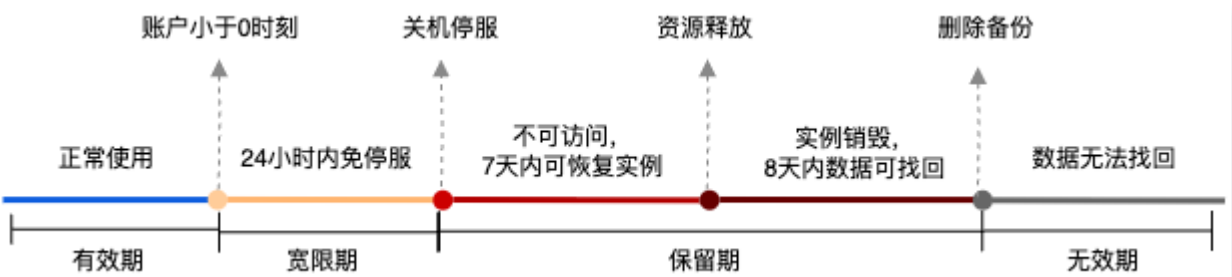 账户小于0时刻
关机停服
资源释放
删除备份
正常使用
24小时内免停服
不可访问，
7天内可恢复实例
实例销毁，
8天内数据可找回
数据无法找回
有效期
宽限期
保留期
无效期